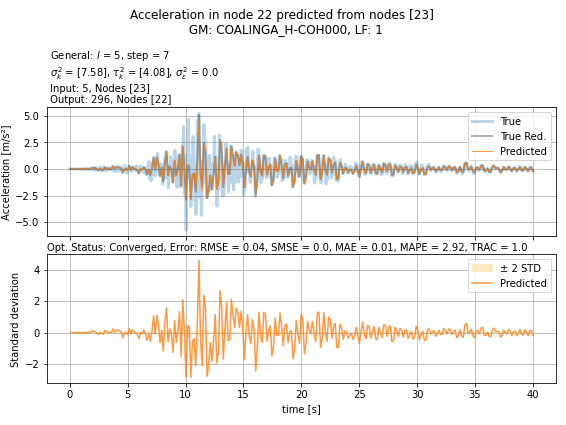 Acceleration in node 22 predicted from nodes [23]
GM: COALINGA_H-COH000, LF: 1
General: l = 5, step = 7
σ²ₖ = [7.58], τ²ₖ = [4.08], σ²ε = 0.0
Input: 5, Nodes [23]
Output: 296, Nodes [22]
Acceleration [m/s²]
5.0
2.5
0.0
−2.5
−5.0
True
True Red.
Predicted
Opt. Status: Converged, Error: RMSE = 0.04, SMSE = 0.0, MAE = 0.01, MAPE = 2.92, TRAC = 1.0
Standard deviation
4
2
0
−2
± 2 STD
Predicted
0 5 10 15 20 25 30 35 40
time [s]